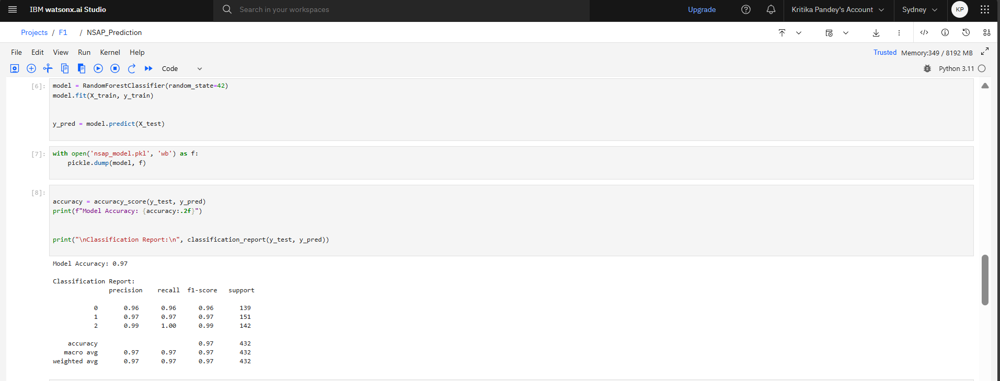 IBM watsonx.ai Studio
Search in your workspaces
Upgrade
Kritika Pandey's Account
Sydney
KP
Projects / F1 / NSAP_Prediction
File Edit View Run Kernel Help
Trusted Memory:349 / 8192 MB
Code
Python 3.11
[6]: model = RandomForestClassifier(random_state=42)
model.fit(X_train, y_train)
y_pred = model.predict(X_test)
[7]: with open('nsap_model.pkl', 'wb') as f:
    pickle.dump(model, f)
[8]:
accuracy = accuracy_score(y_test, y_pred)
print(f"Model Accuracy: {accuracy:.2f}")
print("\nClassification Report:\n", classification_report(y_test, y_pred))
Model Accuracy: 0.97
Classification Report:
precision recall f1-score support
0 0.96 0.96 0.96 139
1 0.97 0.97 0.97 151
2 0.99 1.00 0.99 142
accuracy 0.97 432
macro avg 0.97 0.97 0.97 432
weighted avg 0.97 0.97 0.97 432